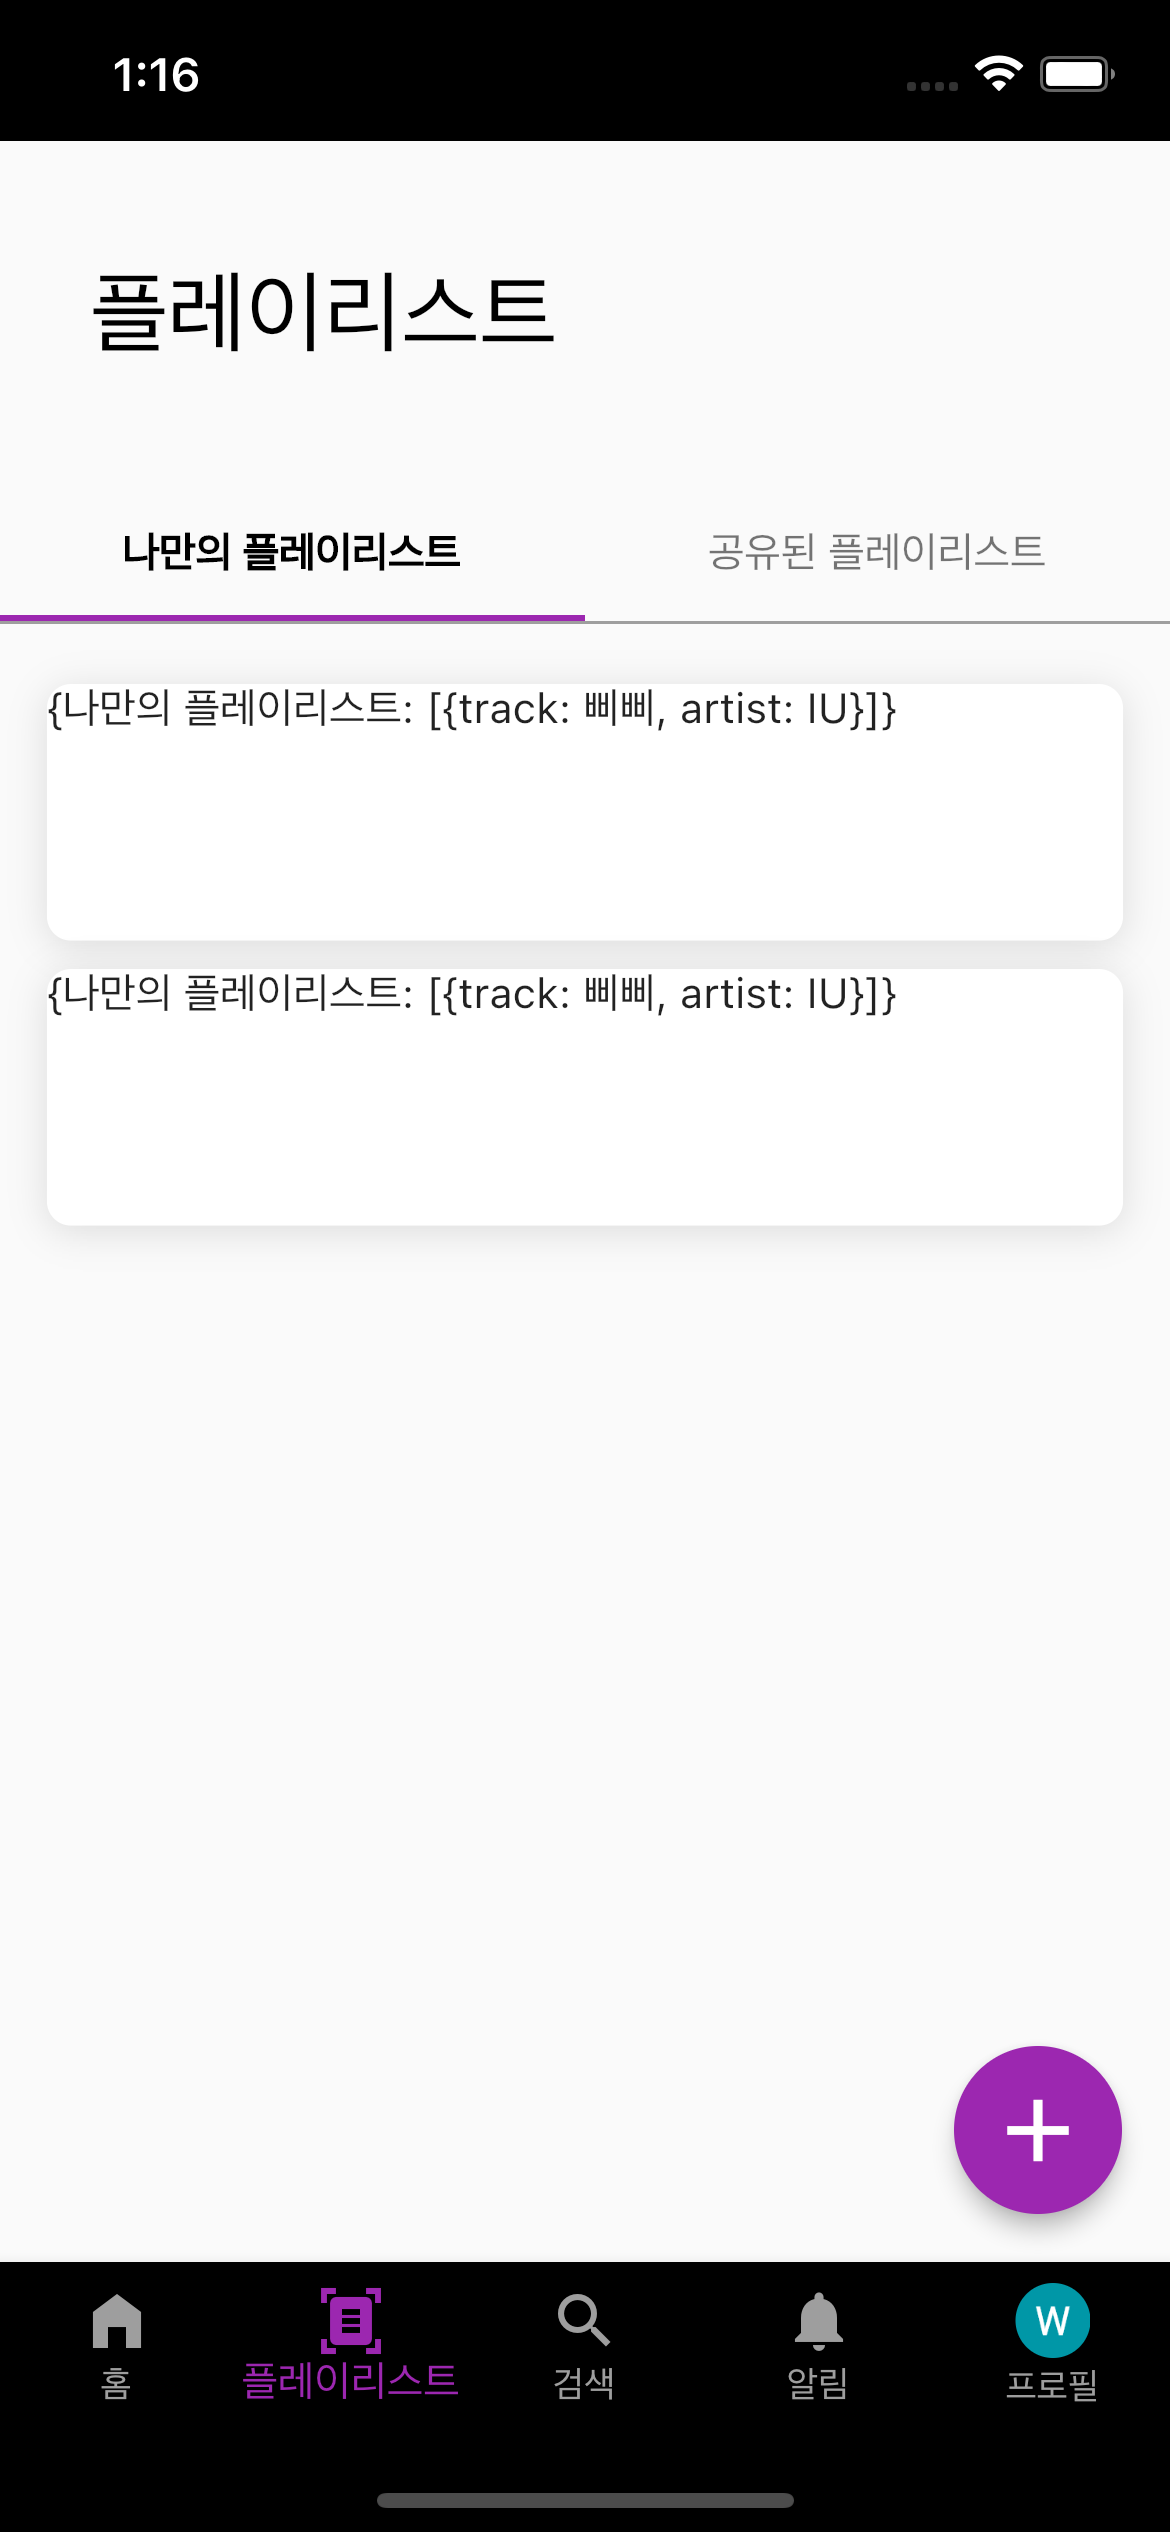 1:16
플레이리스트
나만의 플레이리스트
공유된 플레이리스트
{나만의 플레이리스트: [{track: 삐삐, artist: IU}]}
{나만의 플레이리스트: [{track: 삐삐, artist: IU}]}
홈
플레이리스트
검색
알림
W
프로필